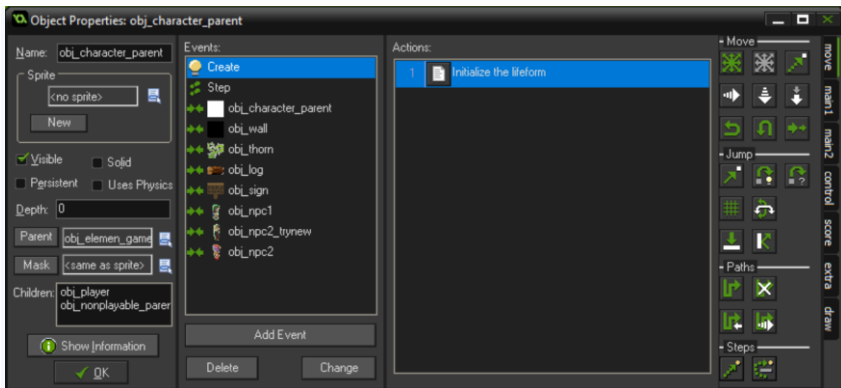 Object Properties: obj_character_parent
Name: obj_character_parent
Sprite
<no sprite>
New
Visible
Solid
Persistent
Uses Physics
Depth: 0
Parent obj_elemen_game
Mask <same as sprite>
Children: obj_player
obj_nonplayable_paren
Show Information
OK
Events:
Create
Step
obj_character_parent
obj_wall
obj_thorn
obj_log
obj_sign
obj_npc1
obj_npc2_trynew
obj_npc2
Add Event
Delete
Change
Actions:
1 Initialize the lifeform
Move
Jump
Paths
Steps
move
main1
main2
control
score
extra
draw